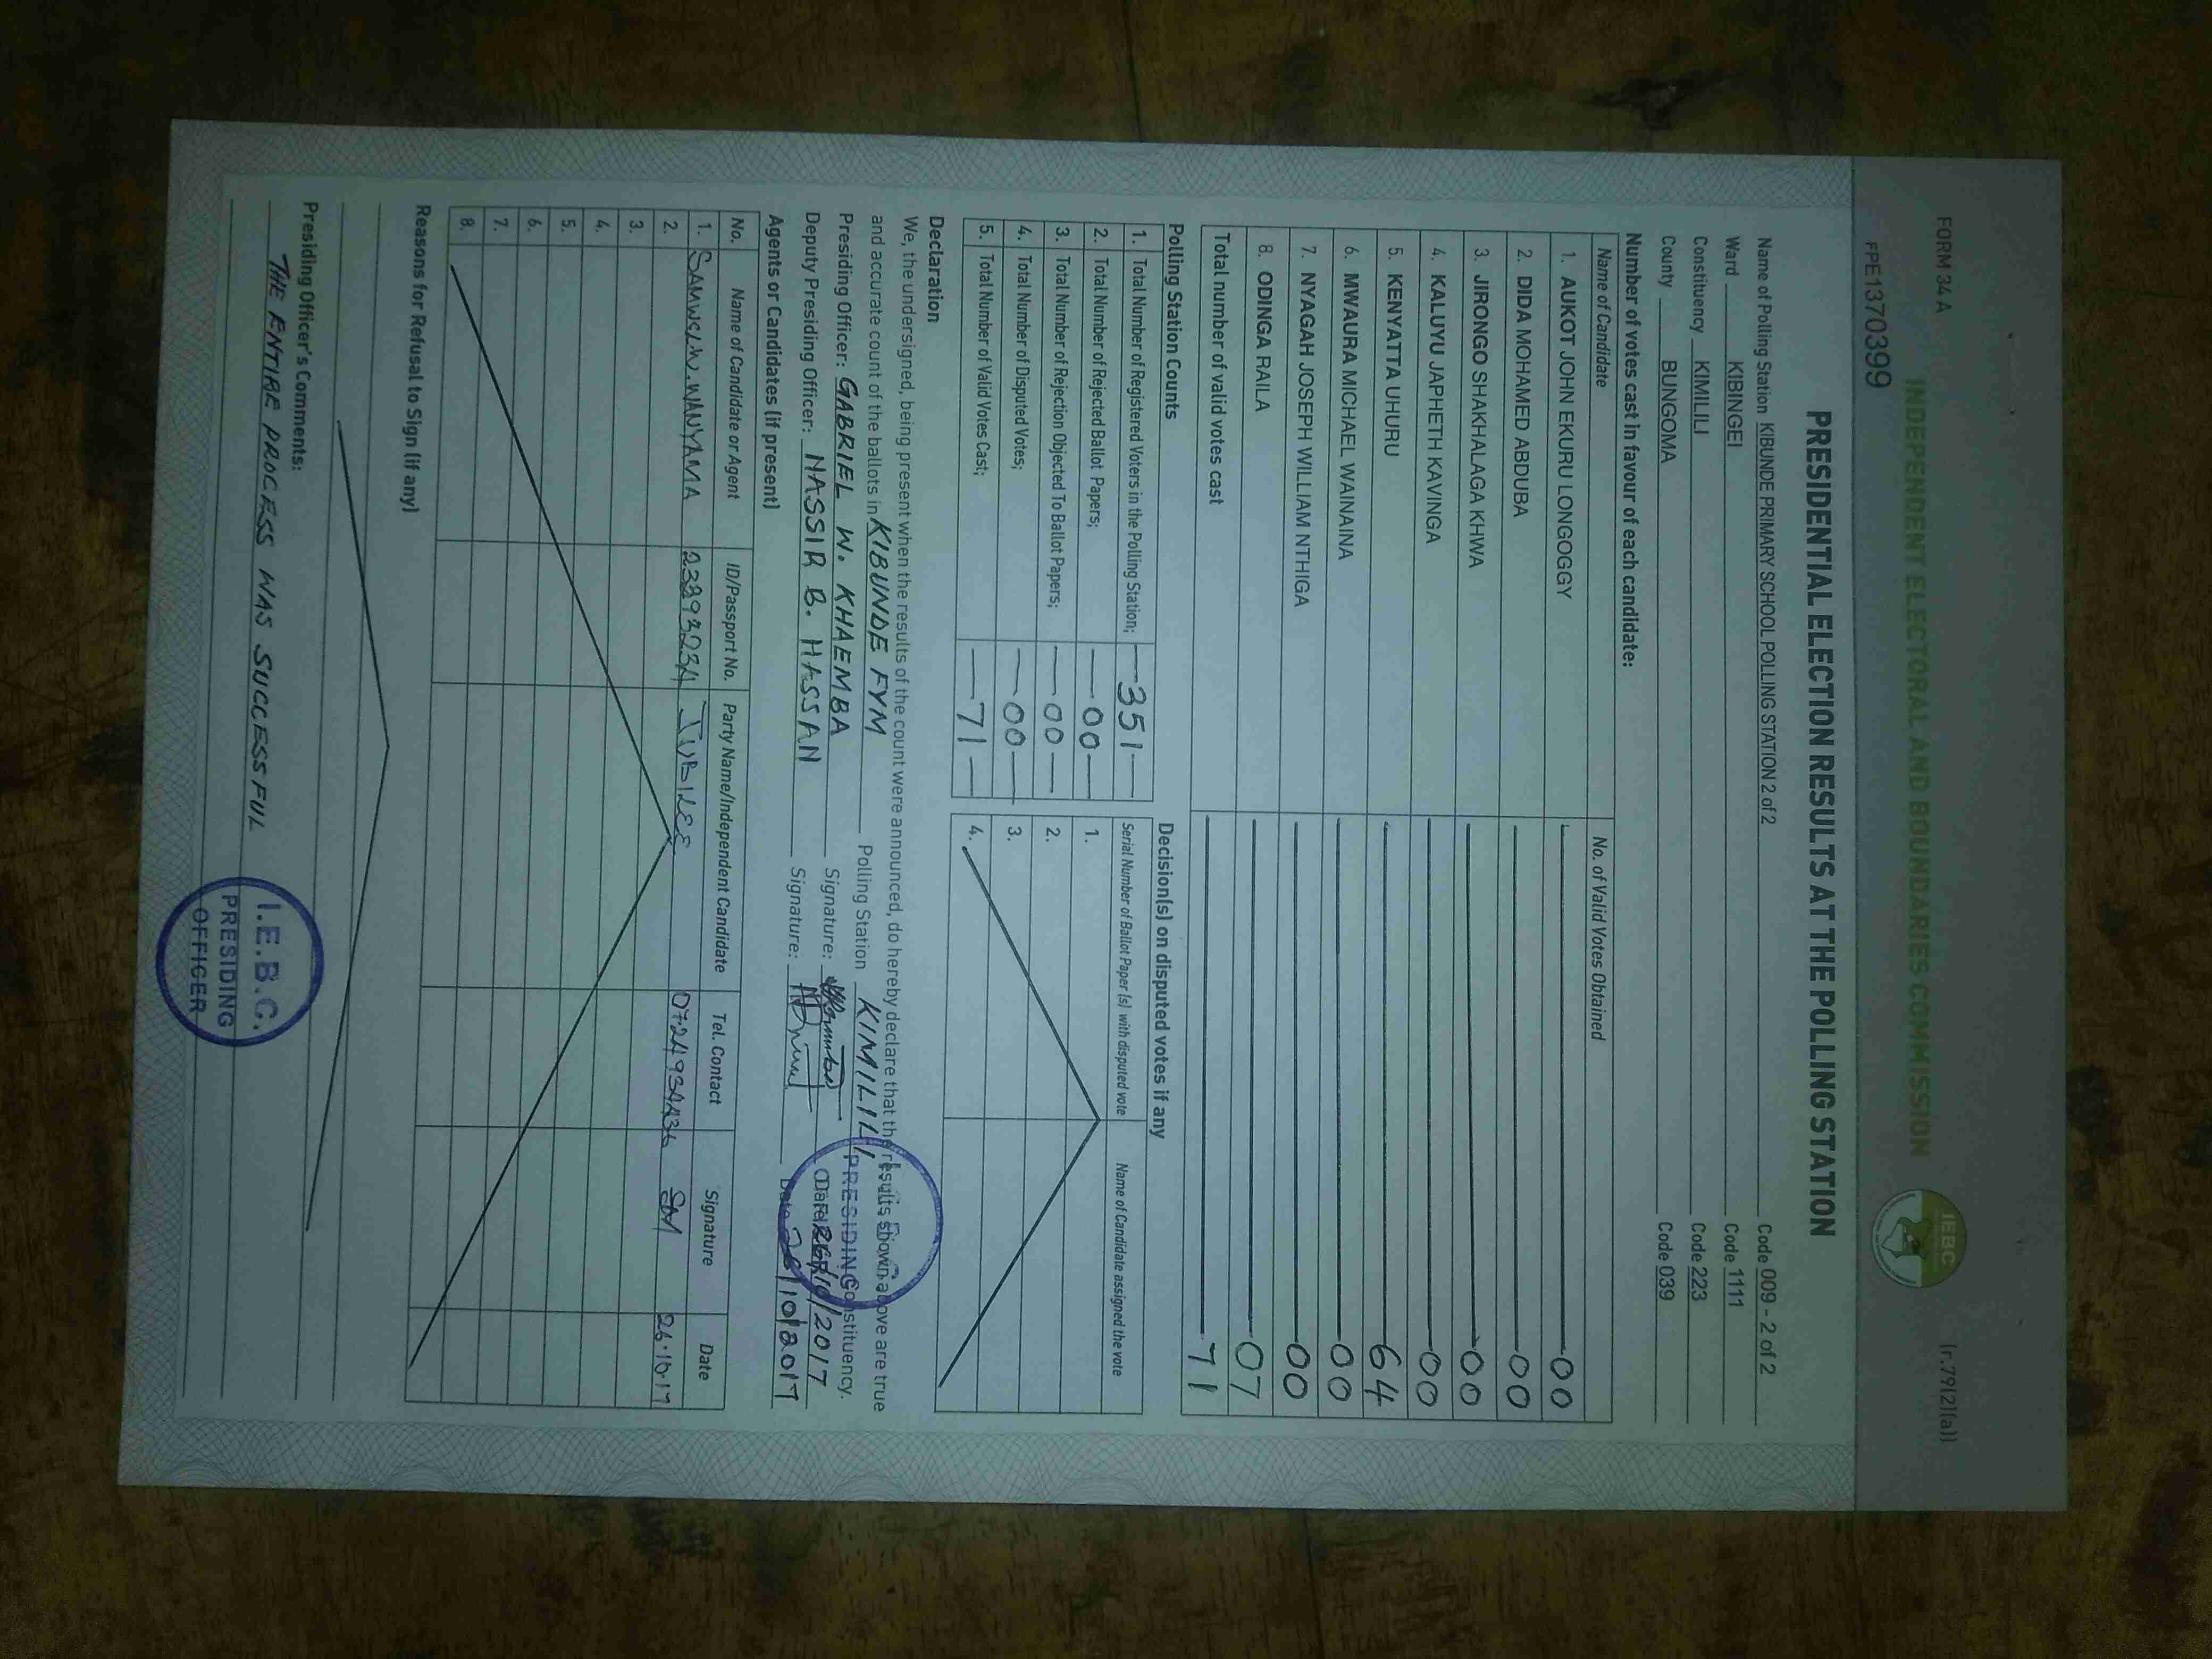 FORM 34 A
(r.79(2)(a))
INDEPENDENT ELECTORAL AND BOUNDARIES COMMISSION
IEBC
FPE1370399
PRESIDENTIAL ELECTION RESULTS AT THE POLLING STATION
Name of Polling Station KIBUNDE PRIMARY SCHOOL POLLING STATION 2 of 2 Code 009 - 2 of 2
Ward KIBINGEI Code 1111
Constituency KIMILILI Code 223
County BUNGOMA Code 039
Number of votes cast in favour of each candidate:
Name of Candidate No. of Valid Votes Obtained
1. AUKOT JOHN EKURU LONGOGGY 00
2. DIDA MOHAMED ABDUBA 00
3. JIRONGO SHAKHALAGA KHWA 00
4. KALUYU JAPHETH KAVINGA 00
5. KENYATTA UHURU 64
6. MWAURA MICHAEL WAINAINA 00
7. NYAGAH JOSEPH WILLIAM NTHIGA 00
8. ODINGA RAILA 07
Total number of valid votes cast 71
Polling Station Counts
1. Total Number of Registered Voters in the Polling Station; 351
2. Total Number of Rejected Ballot Papers; 00
3. Total Number of Rejection Objected To Ballot Papers; 00
4. Total Number of Disputed Votes; 00
5. Total Number of Valid Votes Cast; 71
Decision(s) on disputed votes if any
Serial Number of Ballot Paper (s) with disputed vote Name of Candidate assigned the vote
1.
2.
3.
4.
Declaration
We, the undersigned, being present when the results of the count were announced, do hereby declare that the results shown above are true
and accurate count of the ballots in KIBUNDE FYM Polling Station KIMILILI Constituency.
Presiding Officer: GABRIEL W. KHAEMBA Signature: Date 26/10/2017
Deputy Presiding Officer: NASSIR B. HASSAN Signature: Date 26/10/2017
PRESIDING
Agents or Candidates (if present)
No. Name of Candidate or Agent ID/Passport No. Party Name/Independent Candidate Tel. Contact Signature Date
1. SAMWEL W. WANYAMA JUBILEE SM 26.10.17
2.
3.
4.
5.
6.
7.
8.
Reasons for Refusal to Sign (if any)
Presiding Officer's Comments:
THE ENTIRE PROCESS WAS SUCCESSFUL
I.E.B.C.
PRESIDING
OFFICER